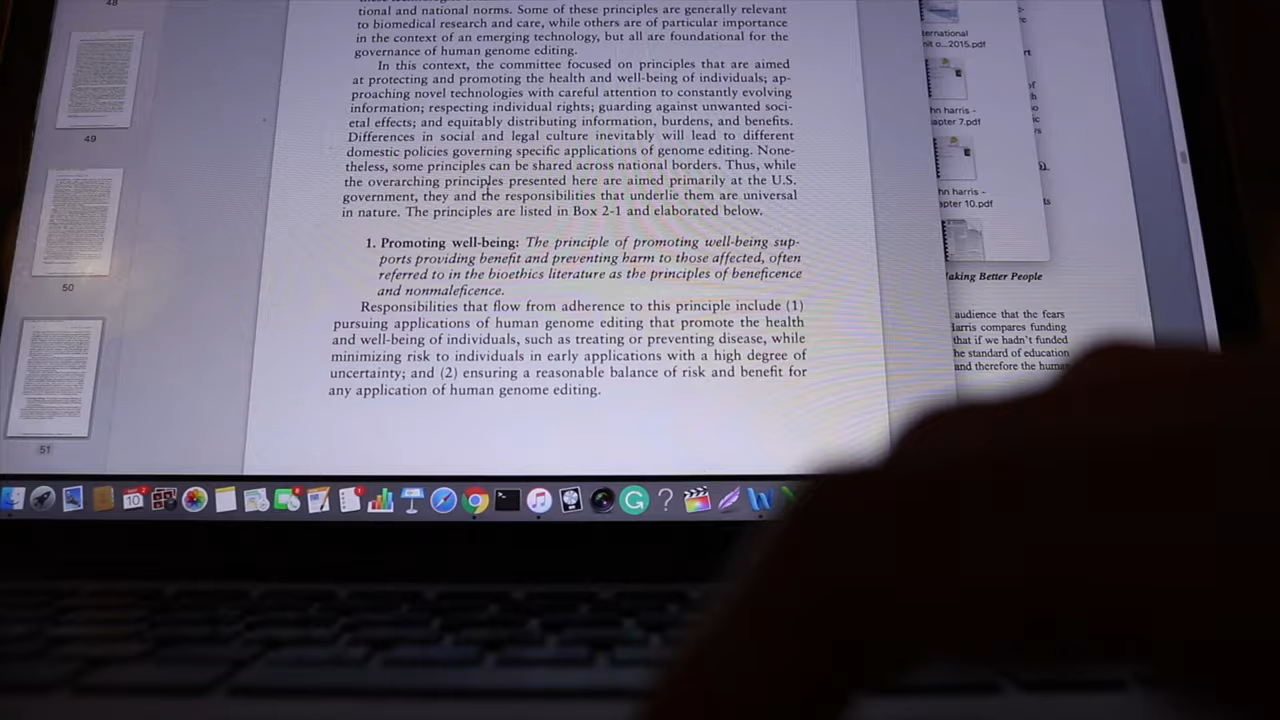 48
49
50
51
tional and national norms. Some of these principles are generally relevant
to biomedical research and care, while others are of particular importance
in the context of an emerging technology, but all are foundational for the
governance of human genome editing.
In this context, the committee focused on principles that are aimed
at protecting and promoting the health and well-being of individuals; ap-
proaching novel technologies with careful attention to constantly evolving
information; respecting individual rights; guarding against unwanted soci-
etal effects; and equitably distributing information, burdens, and benefits.
Differences in social and legal culture inevitably will lead to different
domestic policies governing specific applications of genome editing. None-
theless, some principles can be shared across national borders. Thus, while
the overarching principles presented here are aimed primarily at the U.S.
government, they and the responsibilities that underlie them are universal
in nature. The principles are listed in Box 2-1 and elaborated below.
1. Promoting well-being: The principle of promoting well-being sup-
ports providing benefit and preventing harm to those affected, often
referred to in the bioethics literature as the principles of beneficence
and nonmaleficence.
Responsibilities that flow from adherence to this principle include (1)
pursuing applications of human genome editing that promote the health
and well-being of individuals, such as treating or preventing disease, while
minimizing risk to individuals in early applications with a high degree of
uncertainty; and (2) ensuring a reasonable balance of risk and benefit for
any application of human genome editing.
ernational
it o...2015.pdf
hn harris -
apter 7.pdf
hn harris -
apter 10.pdf
aking Better People
audience that the fears
Harris compares funding
that if we hadn't funded
he standard of education
and therefore the huma
10